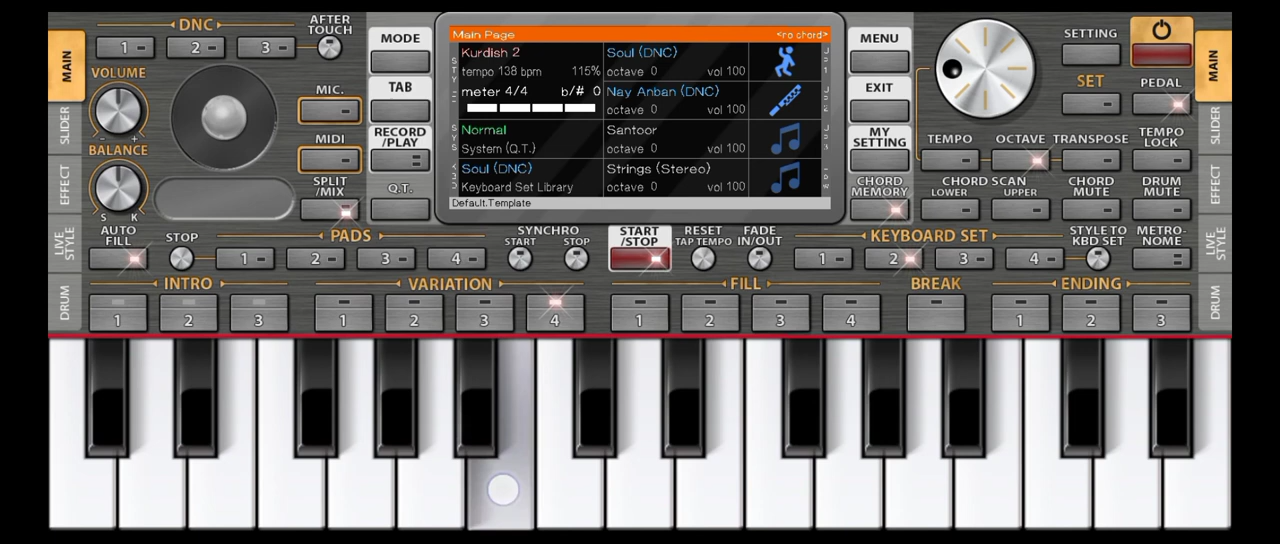 DNC
AFTER
TOUCH
1
2
3
VOLUME
BALANCE
S K
MIC.
MIDI
SPLIT
/MIX
MODE
TAB
RECORD
/PLAY
Q.T.
Main Page <no chord>
Kurdish 2
tempo 138 bpm 115%
meter 4/4 b/# 0
Normal
System (Q.T.)
Soul (DNC)
Keyboard Set Library
Soul (DNC)
octave 0 vol 100
Nay Anban (DNC)
octave 0 vol 100
Santoor
octave 0 vol 100
Strings (Stereo)
octave 0 vol 100
Default.Template
MENU
EXIT
MY
SETTING
CHORD
MEMORY
SETTING
SET
PEDAL
TEMPO
OCTAVE
TRANSPOSE
TEMPO
LOCK
CHORD SCAN
LOWER UPPER
CHORD
MUTE
DRUM
MUTE
MAIN
SLIDER
EFFECT
LIVE
STYLE
DRUM
MAIN
SLIDER
EFFECT
LIVE
STYLE
DRUM
AUTO
FILL
STOP
PADS
1
2
3
4
SYNCHRO
START STOP
START
/STOP
RESET
TAP TEMPO
FADE
IN/OUT
KEYBOARD SET
1
2
3
4
STYLE TO
KBD SET
METRO-
NOME
INTRO
1
2
3
VARIATION
1
2
3
4
FILL
1
2
3
4
BREAK
ENDING
1
2
3